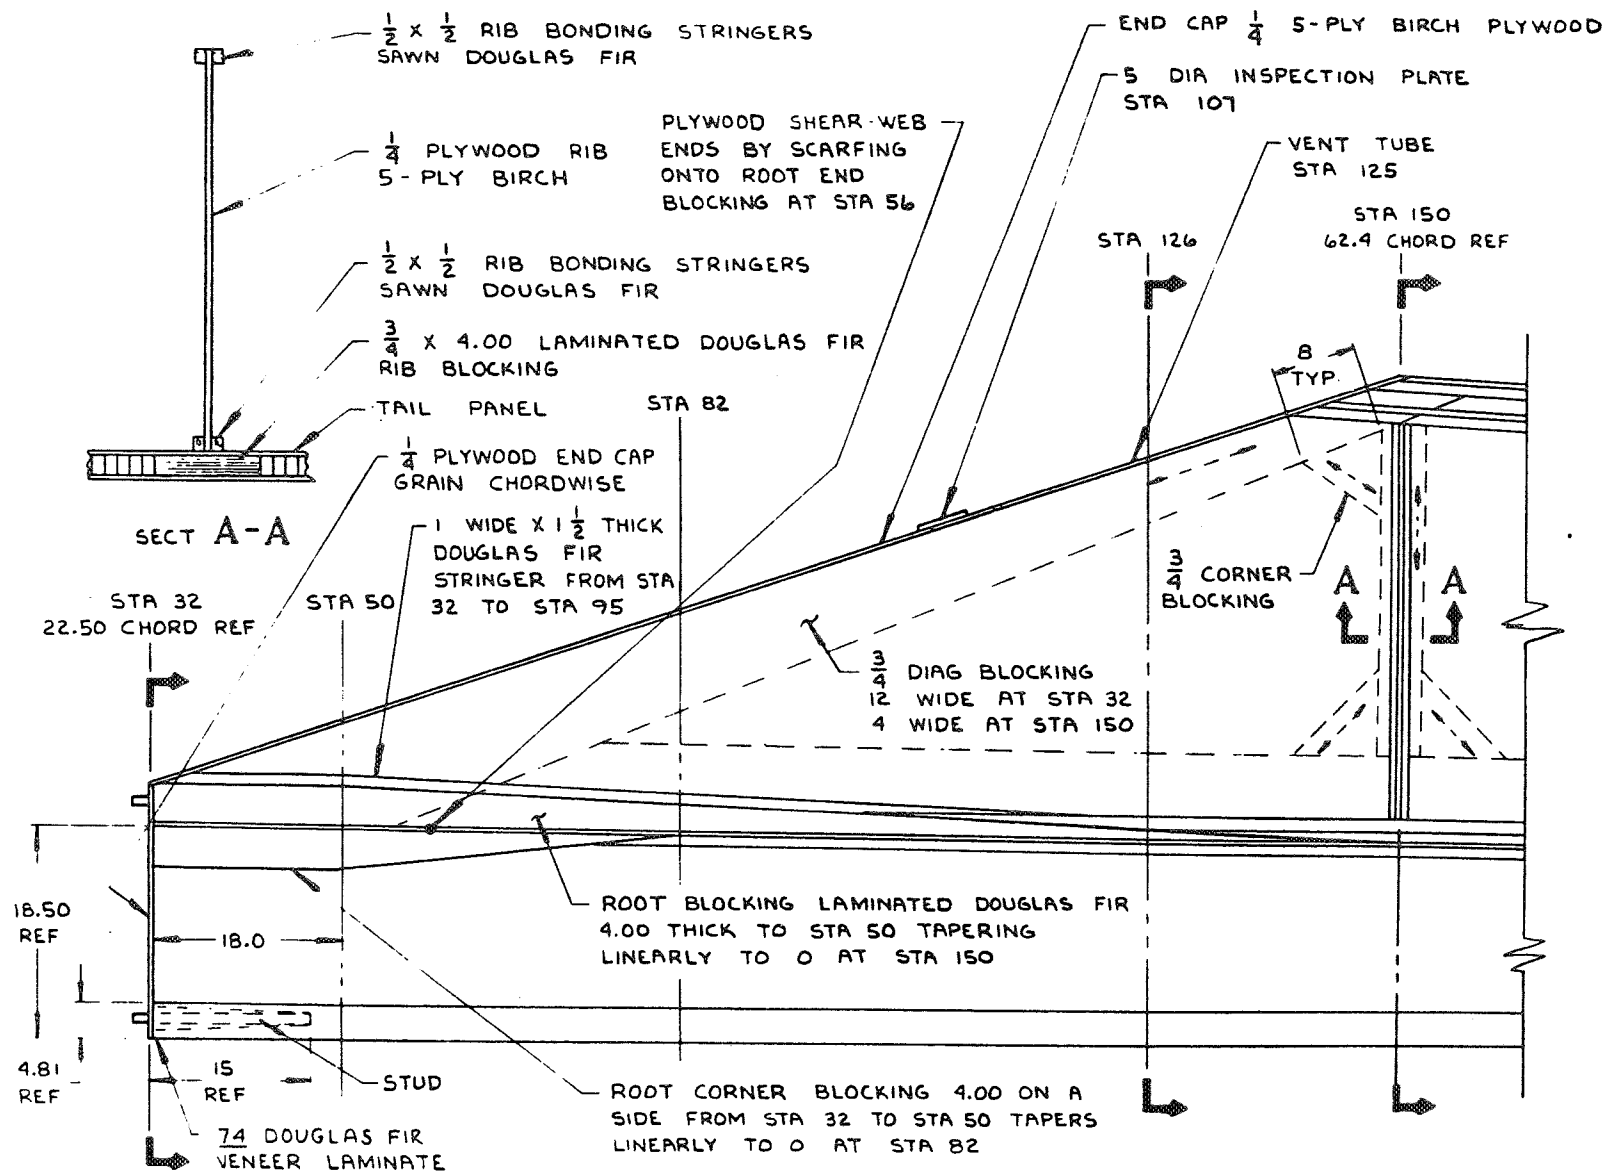 1/2 X 1/2 RIB BONDING STRINGERS
SAWN DOUGLAS FIR
1/4 PLYWOOD RIB
5-PLY BIRCH
1/2 X 1/2 RIB BONDING STRINGERS
SAWN DOUGLAS FIR
3/4 X 4.00 LAMINATED DOUGLAS FIR
RIB BLOCKING
TAIL PANEL
SECT A-A
PLYWOOD SHEAR-WEB
ENDS BY SCARFING
ONTO ROOT END
BLOCKING AT STA 56
END CAP 1/4 5-PLY BIRCH PLYWOOD
5 DIA INSPECTION PLATE
STA 107
VENT TUBE
STA 125
STA 126
STA 150
62.4 CHORD REF
8
TYP.
STA 82
1/4 PLYWOOD END CAP
GRAIN CHORDWISE
1 WIDE X 1 1/2 THICK
DOUGLAS FIR
STRINGER FROM STA
32 TO STA 95
STA 32
22.50 CHORD REF
STA 50
3/4 CORNER
BLOCKING
A
A
3/4 DIAG BLOCKING
12 WIDE AT STA 32
4 WIDE AT STA 150
ROOT BLOCKING LAMINATED DOUGLAS FIR
4.00 THICK TO STA 50 TAPERING
LINEARLY TO 0 AT STA 150
18.50
REF
18.0
4.81
REF
15
REF
STUD
ROOT CORNER BLOCKING 4.00 ON A
SIDE FROM STA 32 TO STA 50 TAPERS
LINEARLY TO 0 AT STA 82
74 DOUGLAS FIR
VENEER LAMINATE